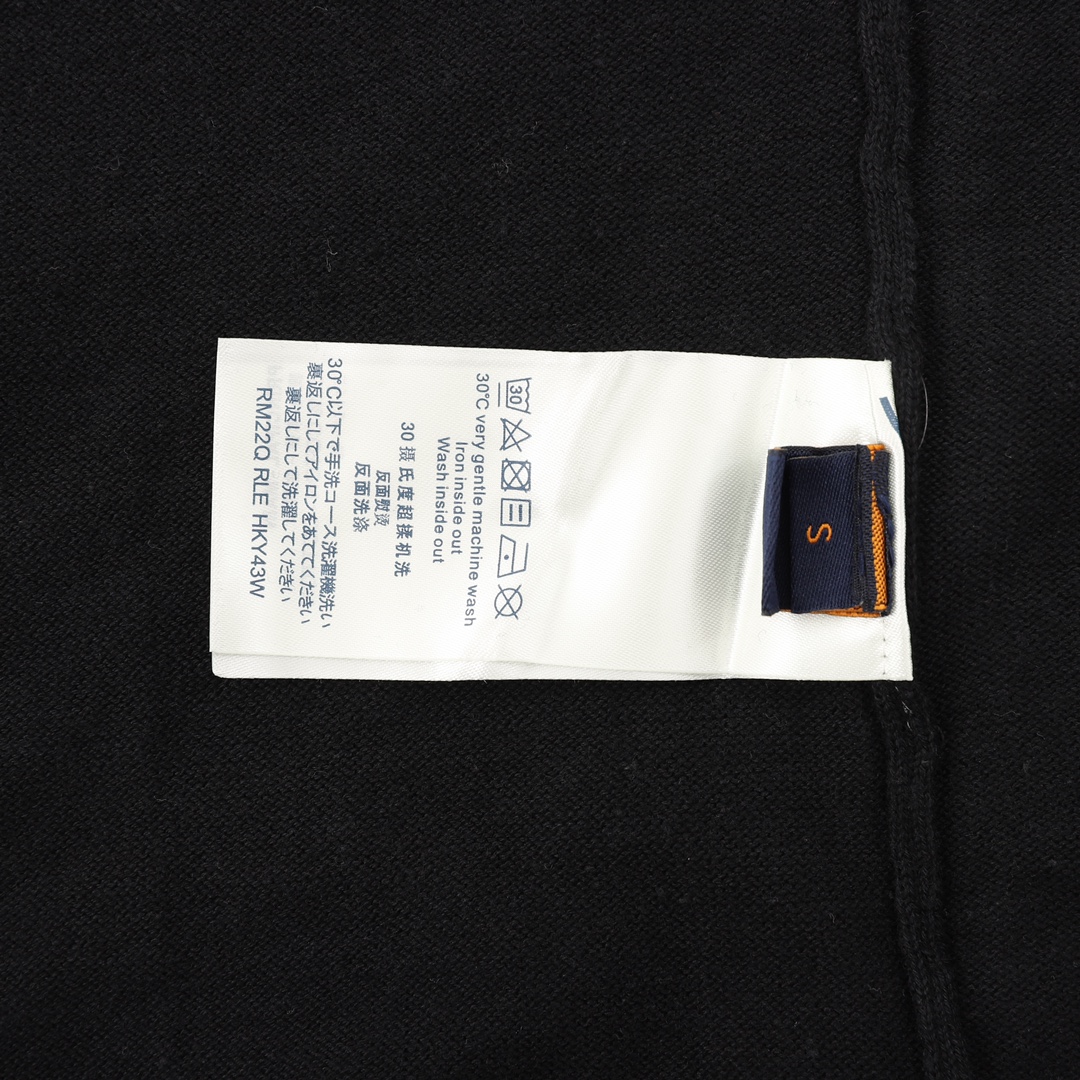 30
30°C very gentle machine wash
Iron inside out
Wash inside out
30 摄氏度超揉机洗
反面熨烫
反面洗涤
30°C以下で手洗コース洗濯機洗い
裏返しにしてアイロンをあててください
裏返しにして洗濯してください
RM22Q RLE HKY43W
S